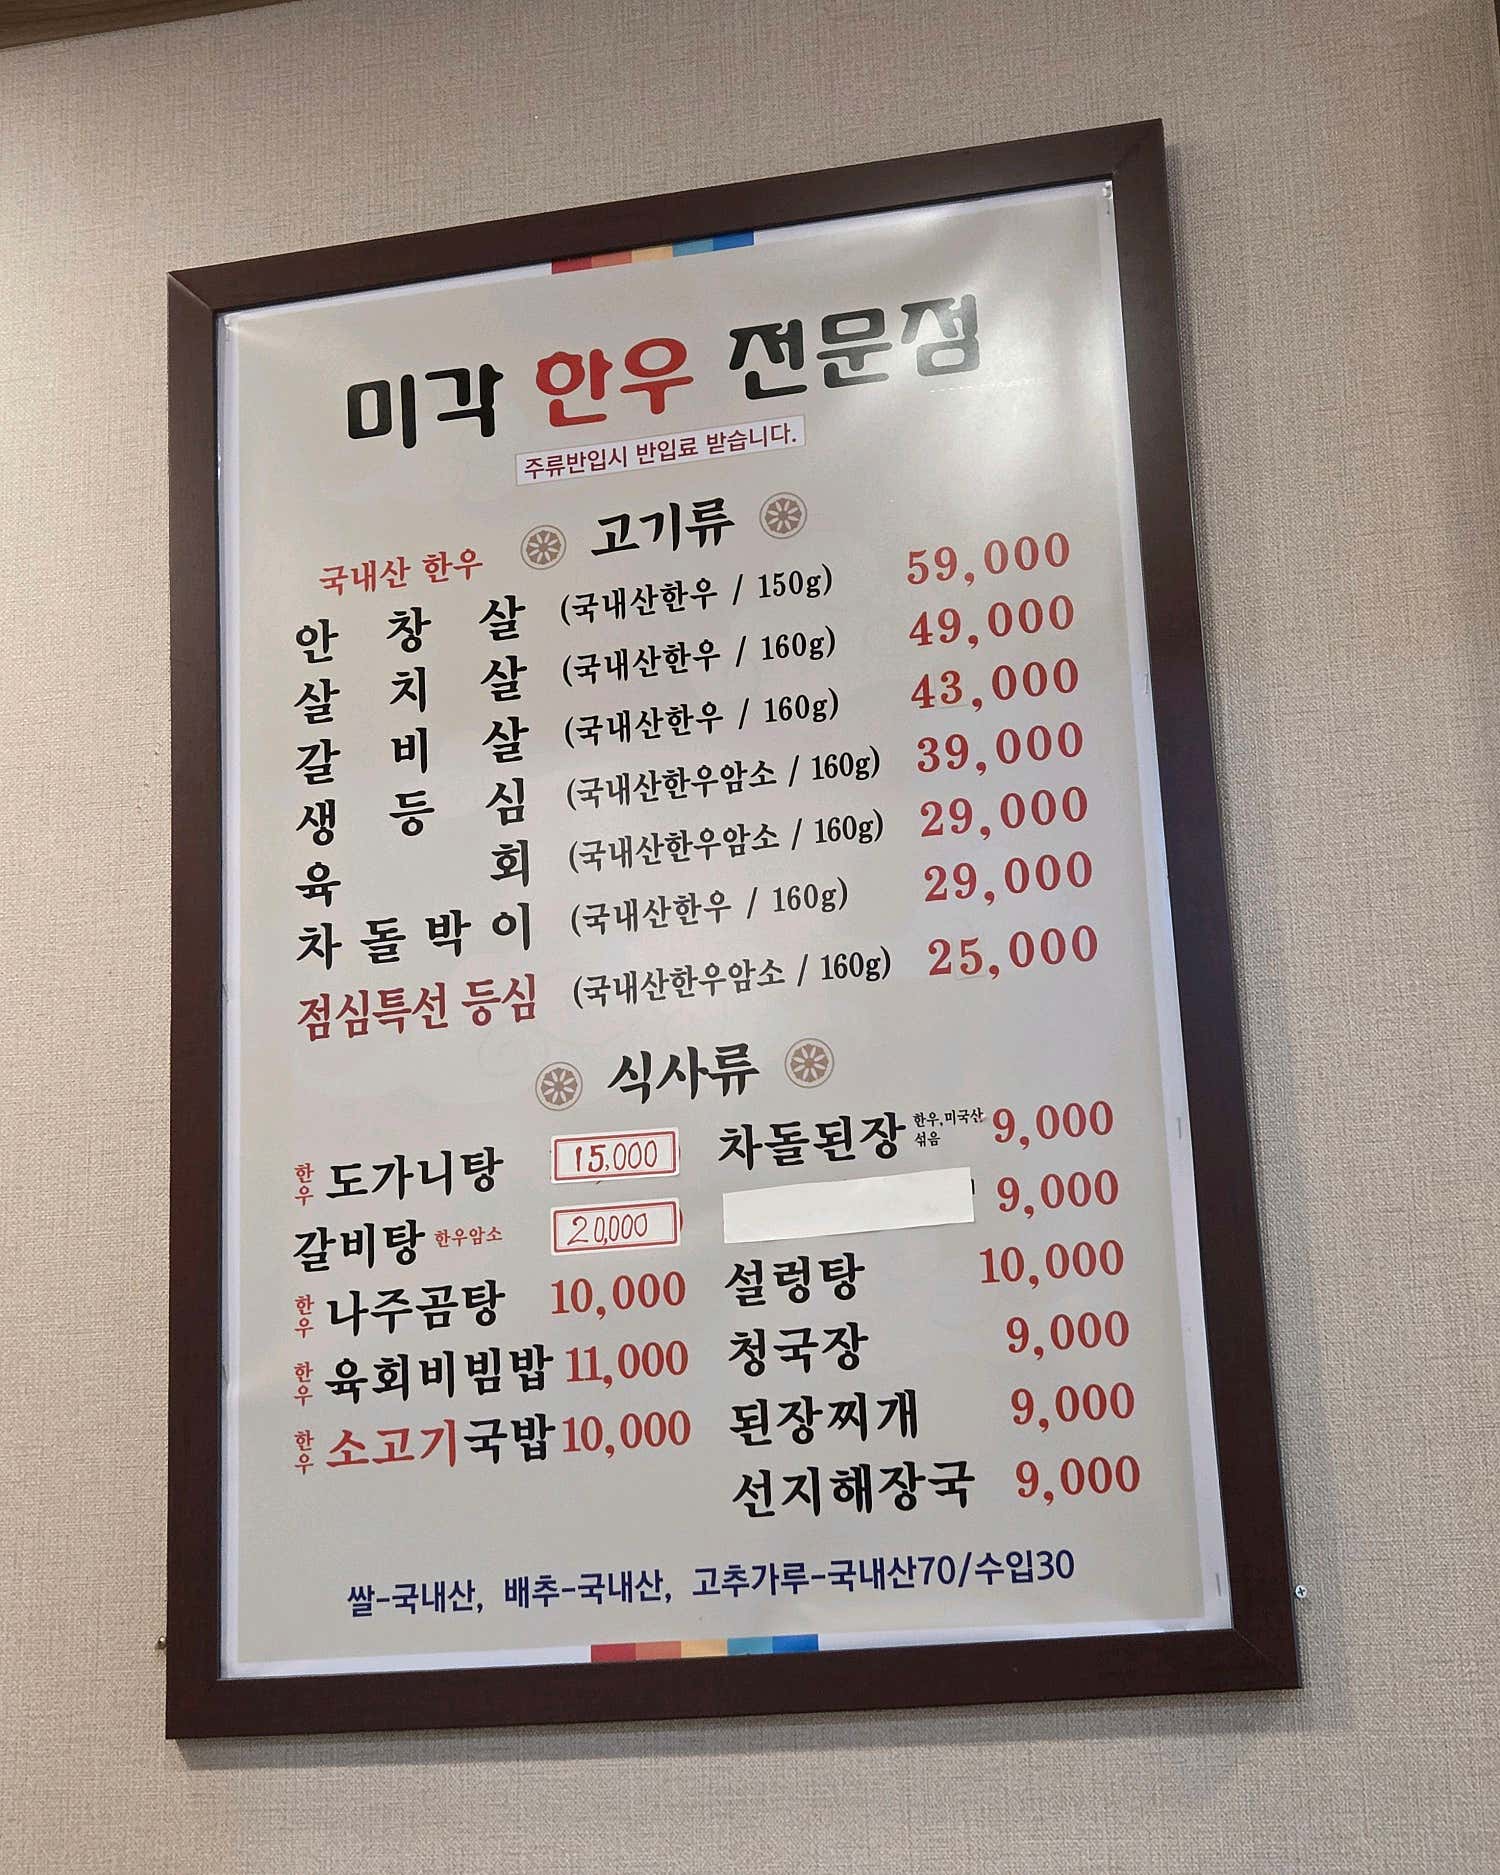 미각 한우 전문점
주류반입시 반입료 받습니다.
고기류
국내산 한우
안창살 (국내산한우 / 150g) 59,000
살치살 (국내산한우 / 160g) 49,000
갈비살 (국내산한우 / 160g) 43,000
생등심 (국내산한우암소 / 160g) 39,000
육회 (국내산한우암소 / 160g) 29,000
차돌박이 (국내산한우 / 160g) 29,000
점심특선 등심 (국내산한우암소 / 160g) 25,000
식사류
한우 도가니탕 15,000
갈비탕 한우암소 20,000
한우 나주곰탕 10,000
한우 육회비빔밥 11,000
한우 소고기국밥 10,000
차돌된장 한우,미국산 섞음 9,000
9,000
설렁탕 10,000
청국장 9,000
된장찌개 9,000
선지해장국 9,000
쌀-국내산, 배추-국내산, 고추가루-국내산70/수입30